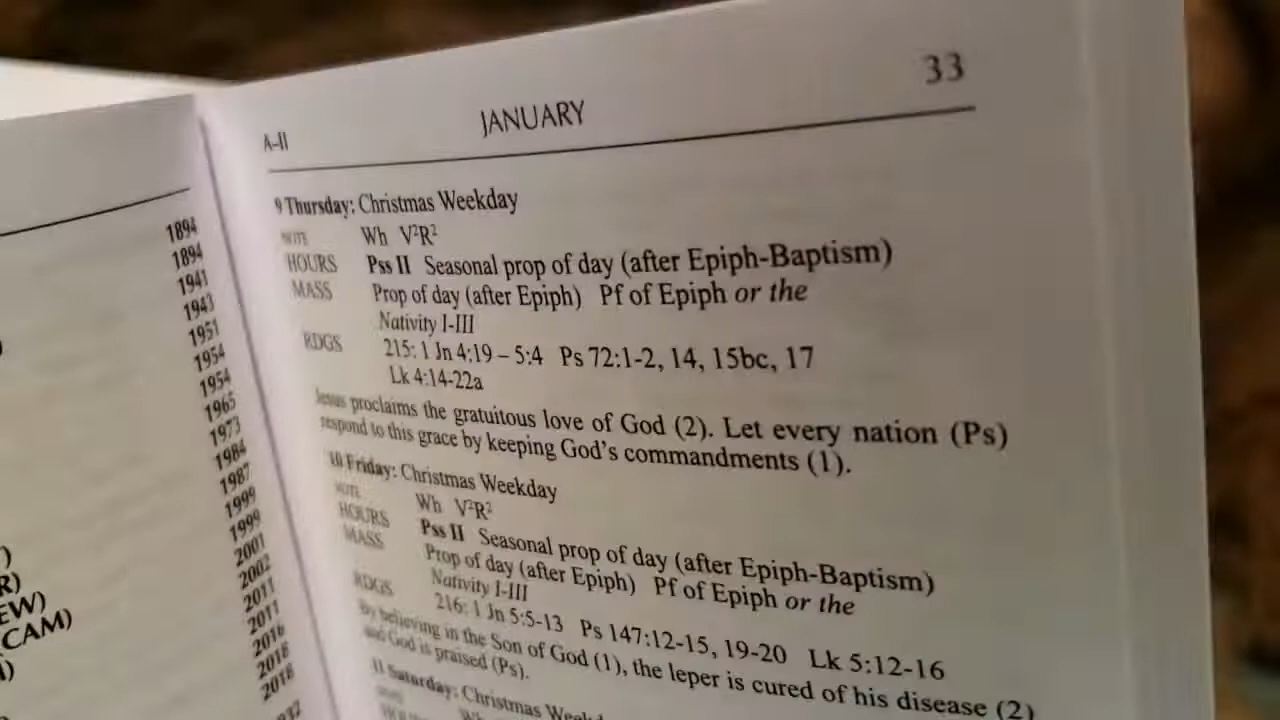 1894
1894
1941
1943
1951
1954
1954
1965
1973
1984
1987
1999
1999
2001
2002
2011
2011
2016
2018
2018
)
R)
EW)
CAM)
)
33
A–II JANUARY
9 Thursday: Christmas Weekday
NOTE Wh V²R²
HOURS Pss II Seasonal prop of day (after Epiph-Baptism)
MASS Prop of day (after Epiph) Pf of Epiph or the
Nativity I-III
RDGS 215: 1 Jn 4:19 – 5:4 Ps 72:1-2, 14, 15bc, 17
Lk 4:14-22a
Jesus proclaims the gratuitous love of God (2). Let every nation (Ps)
respond to this grace by keeping God’s commandments (1).
10 Friday: Christmas Weekday
NOTE Wh V²R²
HOURS Pss II Seasonal prop of day (after Epiph-Baptism)
MASS Prop of day (after Epiph) Pf of Epiph or the
Nativity I-III
RDGS 216: 1 Jn 5:5-13 Ps 147:12-15, 19-20 Lk 5:12-16
By believing in the Son of God (1), the leper is cured of his disease (2)
and God is praised (Ps).
11 Saturday: Christmas